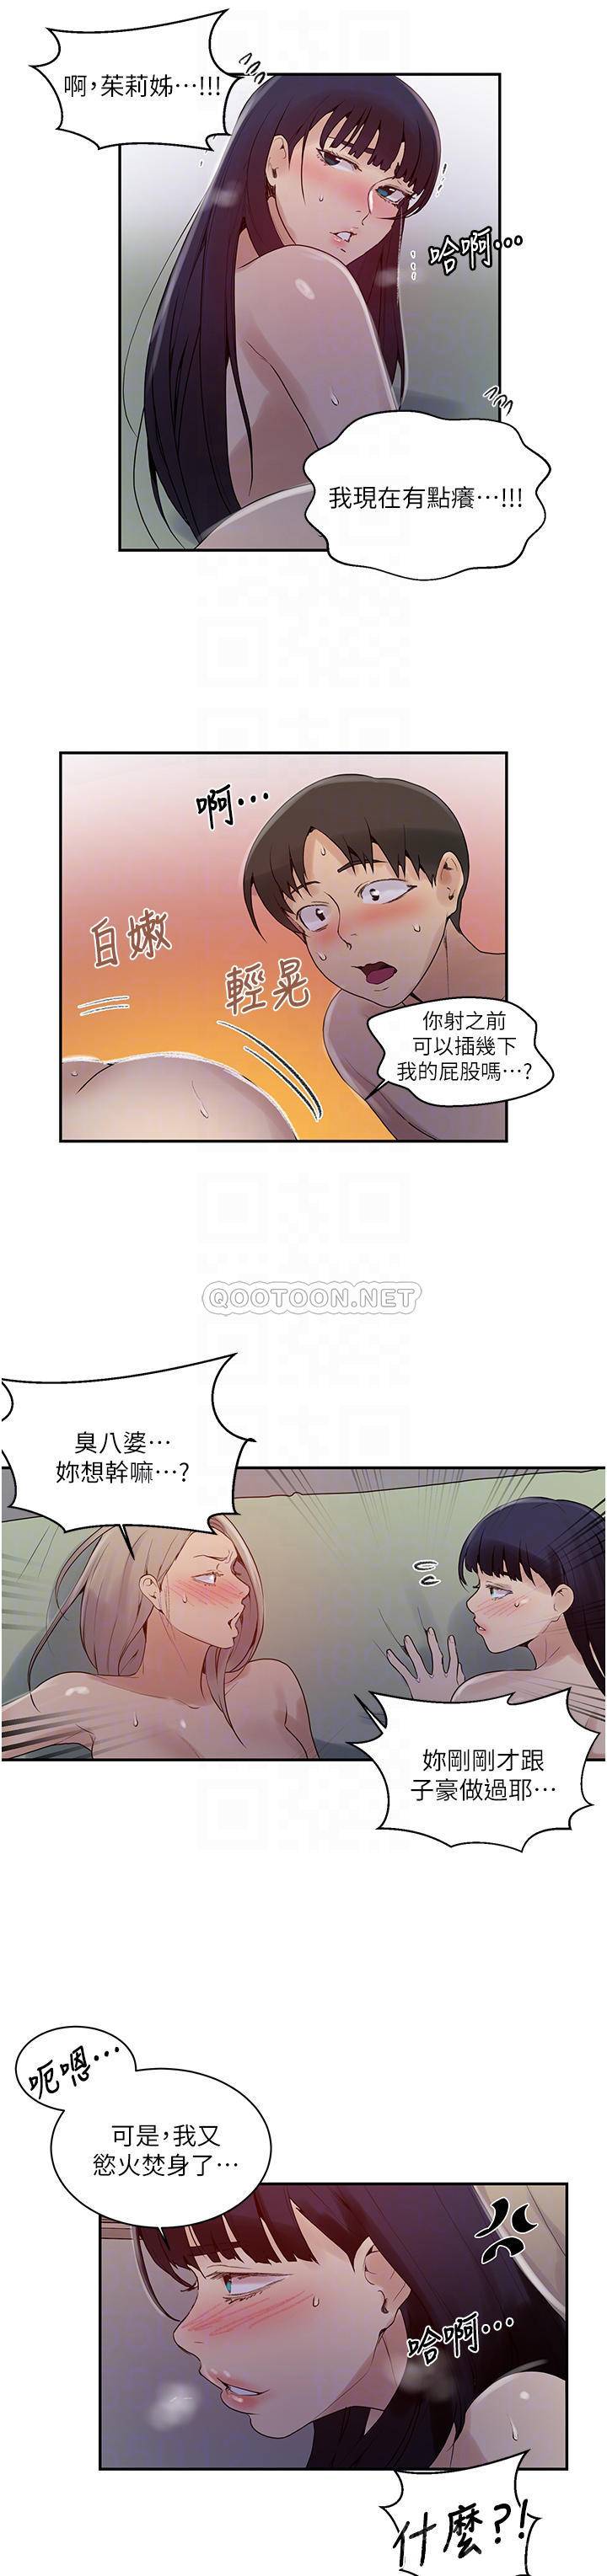 啊，茱莉姊…!!!
哈啊…
我現在有點癢…!!!
啊…
白嫩
輕晃
你射之前
可以插幾下
我的屁股嗎…?
QOOTOON.NET
臭八婆…
妳想幹嘛…?
妳剛剛才跟
子豪做過耶…
呃嗯…
可是，我又
慾火焚身了…
哈啊…
什麼?!